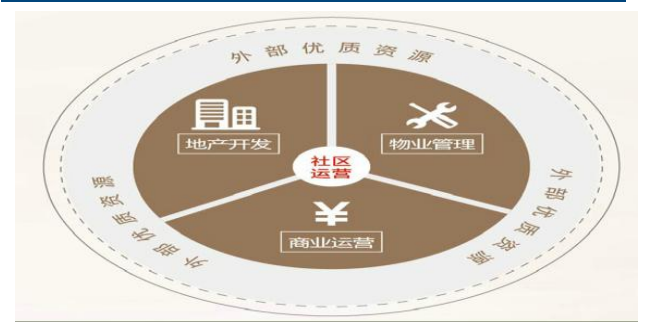 外部优质资源
地产开发
物业管理
社区
运营
¥
商业运营
外部优质资源
外部优质资源